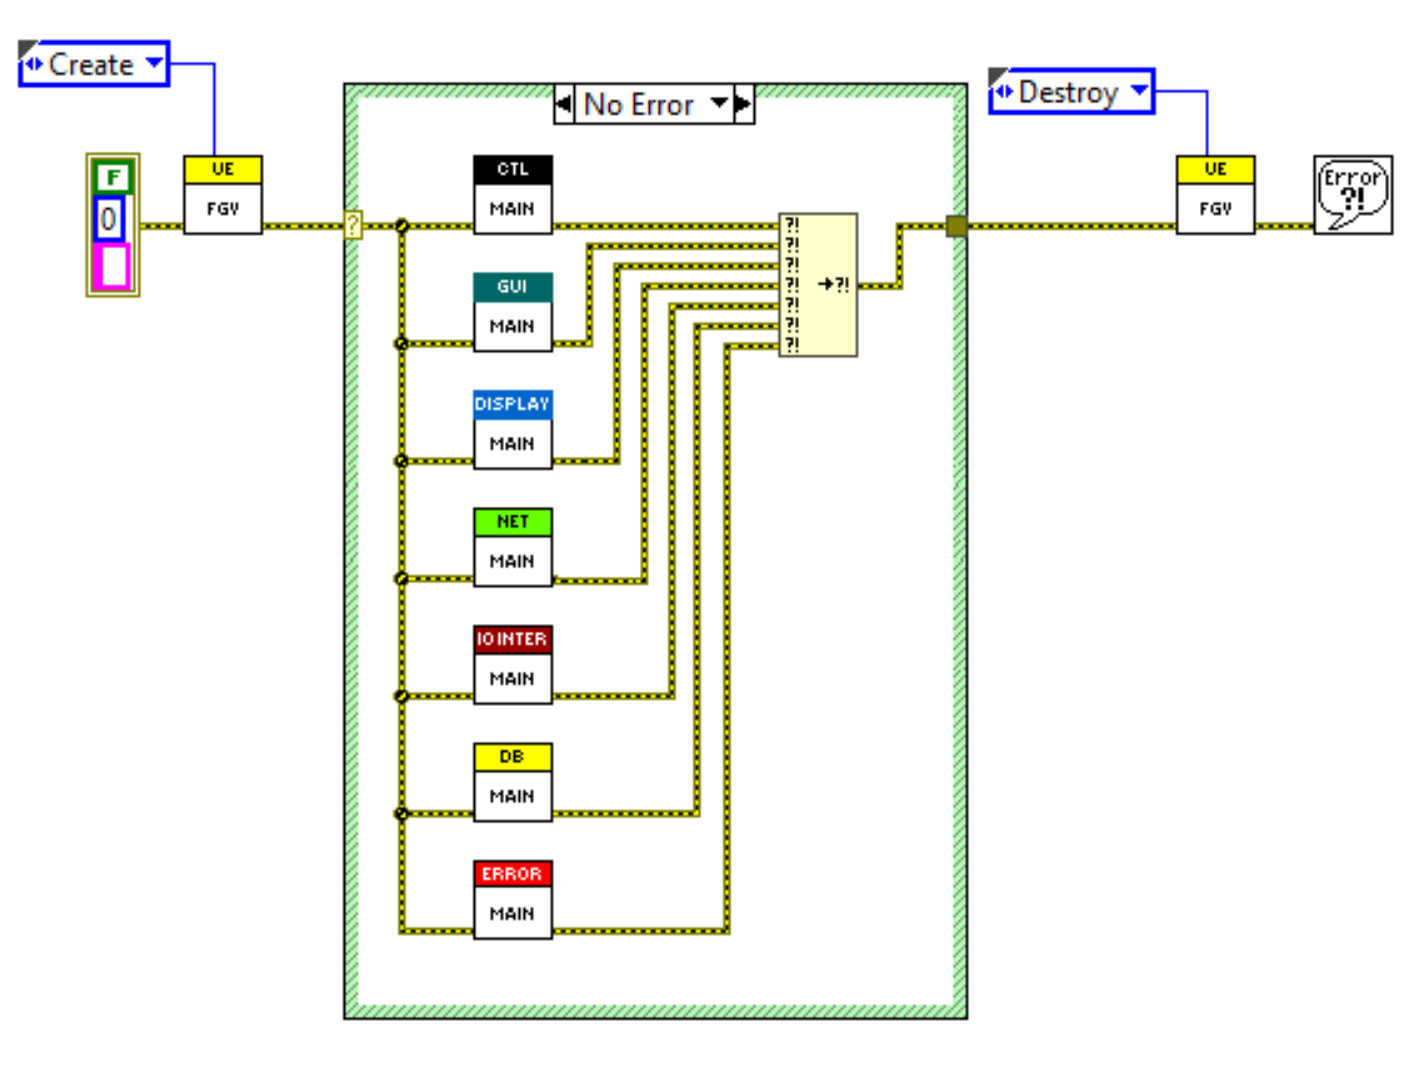 Create
Destroy
No Error
F
0
UE
FGV
?
CTL
MAIN
?!
?!
?!
?!
?!
?!
?!
→?!
UE
FGV
Error
?!
GUI
MAIN
DISPLAY
MAIN
NET
MAIN
IO INTER
MAIN
DB
MAIN
ERROR
MAIN